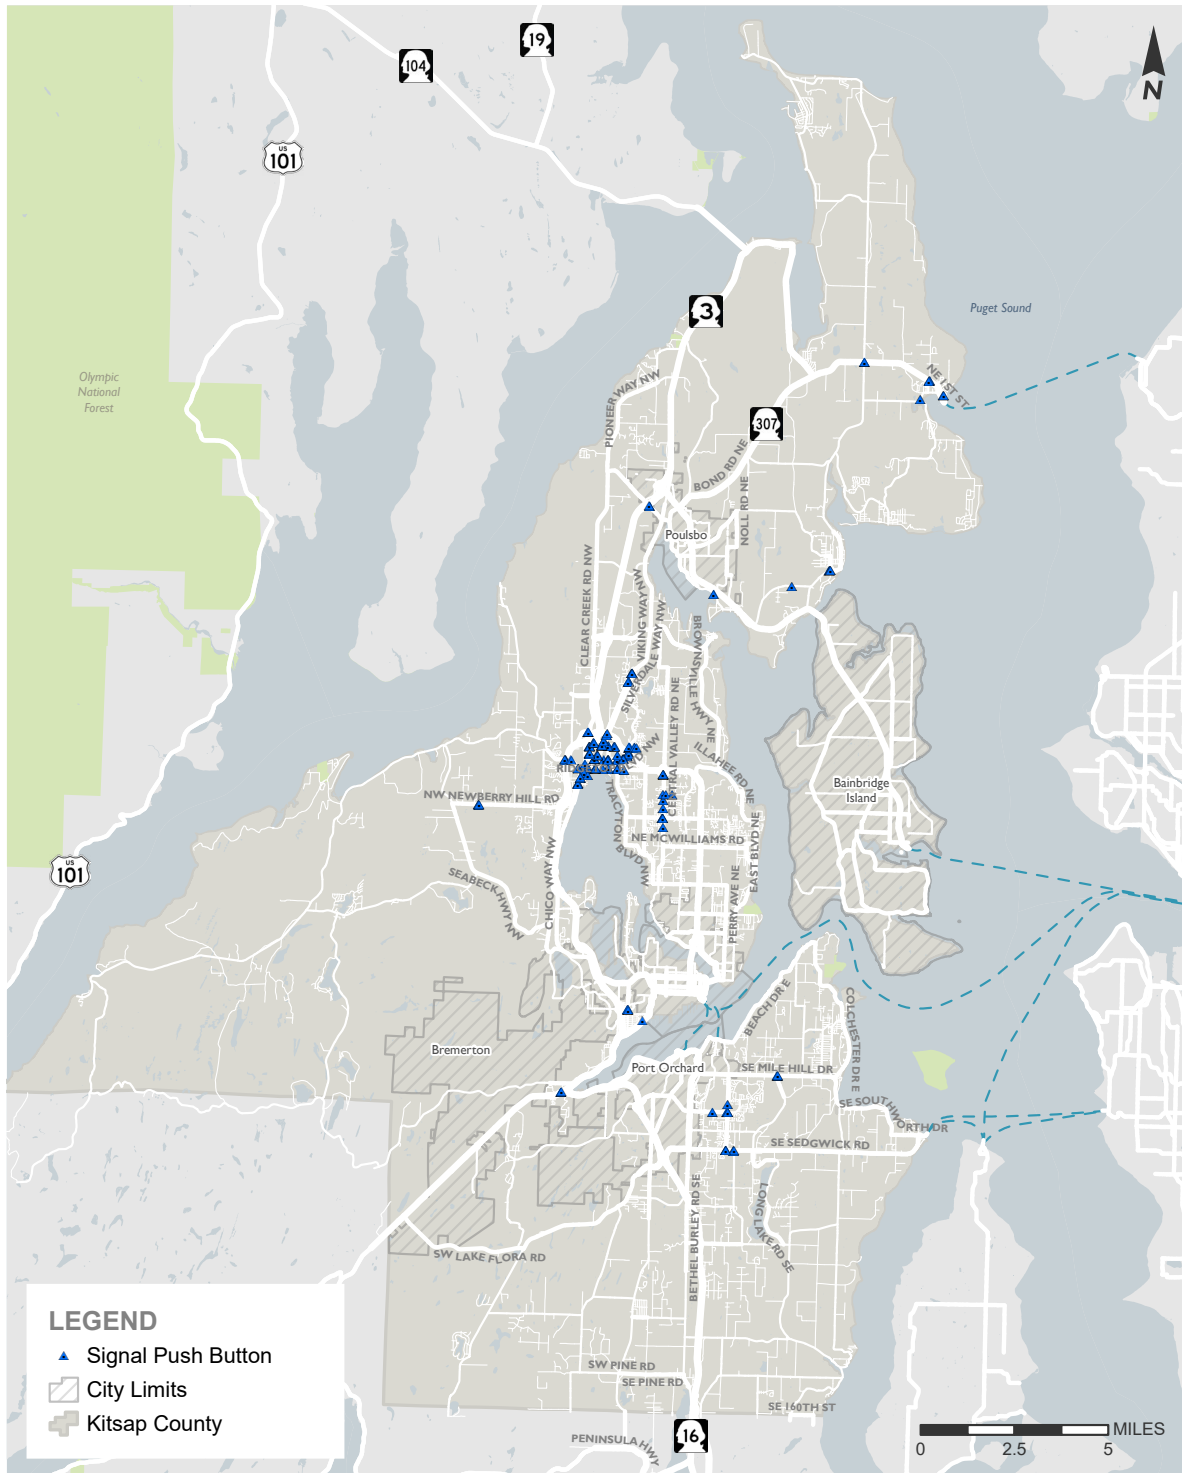 19
104
N
US
101
3
Puget Sound
Olympic
National
Forest
NE 1ST ST
PIONEER WAY NW
307
BOND RD NE
NOLL RD NE
Poulsbo
CLEAR CREEK RD NW
VIKING WAY NW
SILVERDALE WAY NW
BROWNSVILLE HWY NE
CENTRAL VALLEY RD NE
ILLAHEE RD NE
NW NEWBERRY HILL RD
TRACYTON BLVD NW
Bainbridge
Island
NE MCWILLIAMS RD
EAST BLVD NE
US
101
SEABECK HWY NW
CHICO WAY NW
PERRY AVE NE
BEACH DR E
COLCHESTER DR E
Bremerton
Port Orchard
SE MILE HILL DR
SE SOUTHWORTH DR
SE SEDGWICK RD
LONG LAKE RD SE
BETHEL BURLEY RD SE
SW LAKE FLORA RD
LEGEND
Signal Push Button
City Limits
Kitsap County
SW PINE RD
SE PINE RD
SE 160TH ST
16
PENINSULA HWY
MILES
0 2.5 5